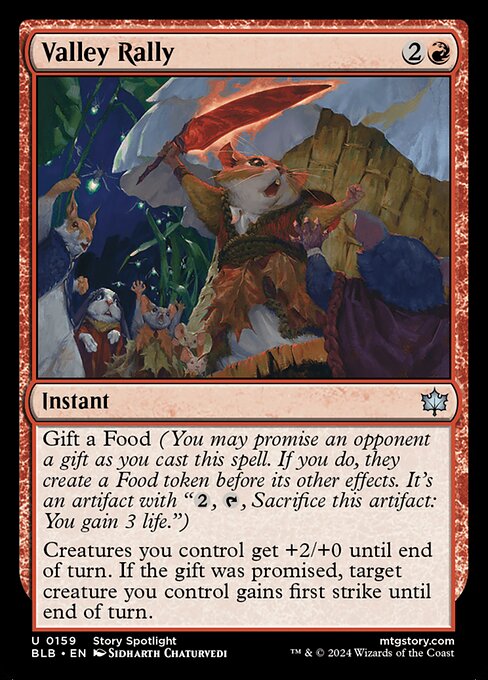 Valley Rally 2
Instant
Gift a Food (You may promise an opponent
a gift as you cast this spell. If you do, they
create a Food token before its other effects. It's
an artifact with “2, , Sacrifice this artifact:
You gain 3 life.”)
Creatures you control get +2/+0 until end
of turn. If the gift was promised, target
creature you control gains first strike until
end of turn.
U 0159 Story Spotlight mtgstory.com
BLB • EN Sidharth Chaturvedi ™ & © 2024 Wizards of the Coast